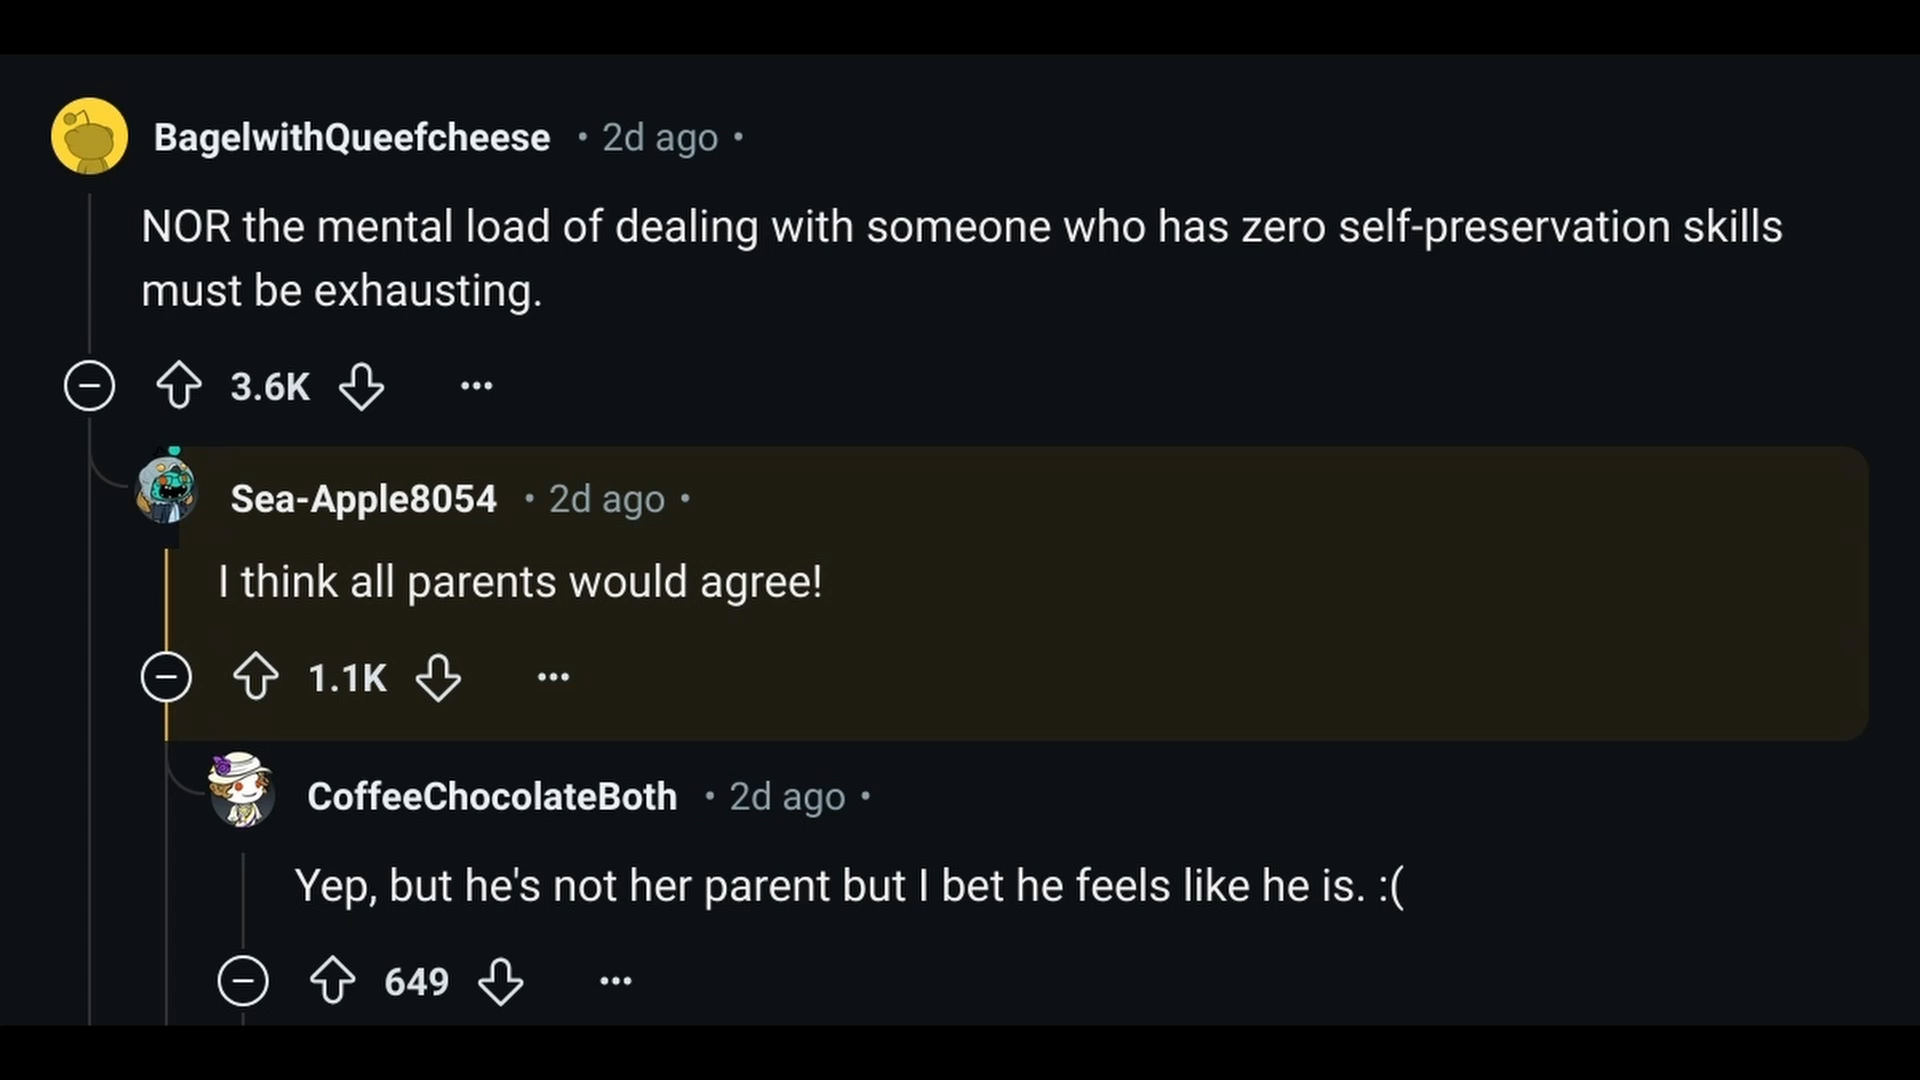 BagelwithQueefcheese • 2d ago •
NOR the mental load of dealing with someone who has zero self-preservation skills
must be exhausting.
3.6K
Sea-Apple8054 • 2d ago •
I think all parents would agree!
1.1K
CoffeeChocolateBoth • 2d ago •
Yep, but he's not her parent but I bet he feels like he is. :(
649